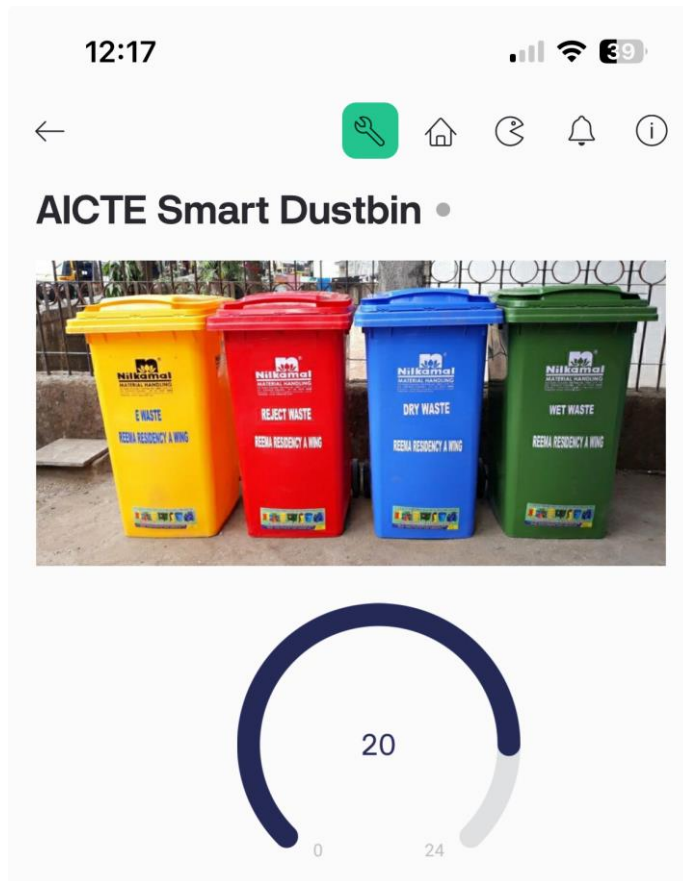 12:17
39
AICTE Smart Dustbin
Nilkamal
MATERIAL HANDLING
E WASTE
REEMA RESIDENCY A WING
Nilkamal
MATERIAL HANDLING
REJECT WASTE
REEMA RESIDENCY A WING
Nilkamal
MATERIAL HANDLING
DRY WASTE
REEMA RESIDENCY A WING
Nilkamal
MATERIAL HANDLING
WET WASTE
REEMA RESIDENCY A WING
20
0
24